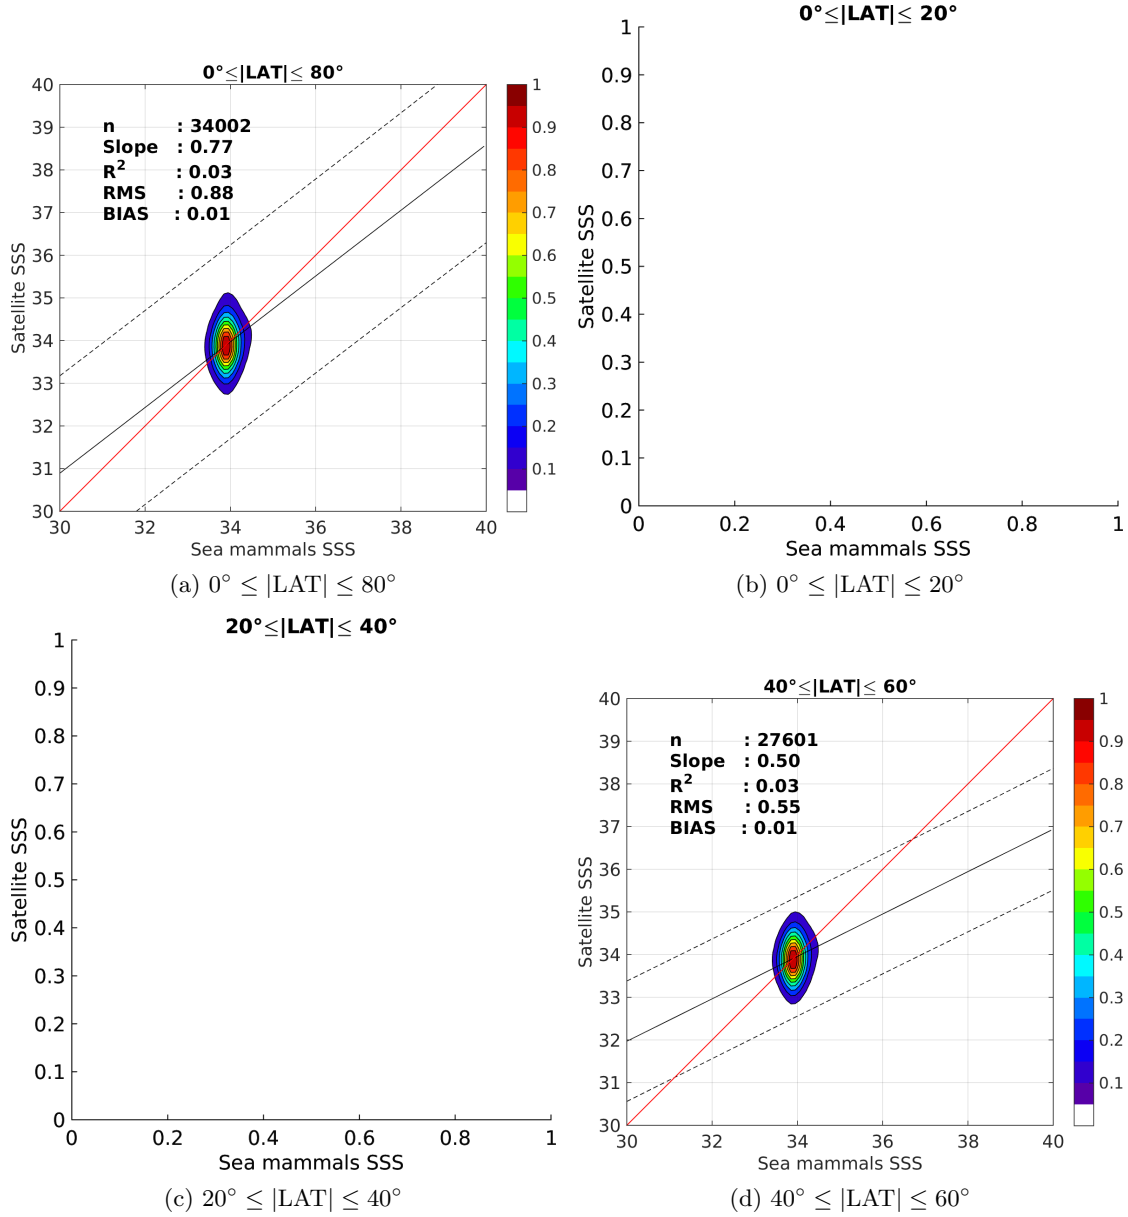 0°≤|LAT|≤ 80°
40
39
38
37
36
35
34
33
32
31
30
n : 34002
Slope : 0.77
R² : 0.03
RMS : 0.88
BIAS : 0.01
1
0.9
0.8
0.7
0.6
0.5
0.4
0.3
0.2
0.1
30 32 34 36 38 40
Sea mammals SSS
Satellite SSS
(a) 0° ≤ |LAT| ≤ 80°
0°≤|LAT|≤ 20°
1
0.9
0.8
0.7
0.6
0.5
0.4
0.3
0.2
0.1
0
0 0.2 0.4 0.6 0.8 1
Sea mammals SSS
Satellite SSS
(b) 0° ≤ |LAT| ≤ 20°
20°≤|LAT|≤ 40°
1
0.9
0.8
0.7
0.6
0.5
0.4
0.3
0.2
0.1
0
0 0.2 0.4 0.6 0.8 1
Sea mammals SSS
Satellite SSS
(c) 20° ≤ |LAT| ≤ 40°
40°≤|LAT|≤ 60°
40
39
38
37
36
35
34
33
32
31
30
n : 27601
Slope : 0.50
R² : 0.03
RMS : 0.55
BIAS : 0.01
1
0.9
0.8
0.7
0.6
0.5
0.4
0.3
0.2
0.1
30 32 34 36 38 40
Sea mammals SSS
Satellite SSS
(d) 40° ≤ |LAT| ≤ 60°